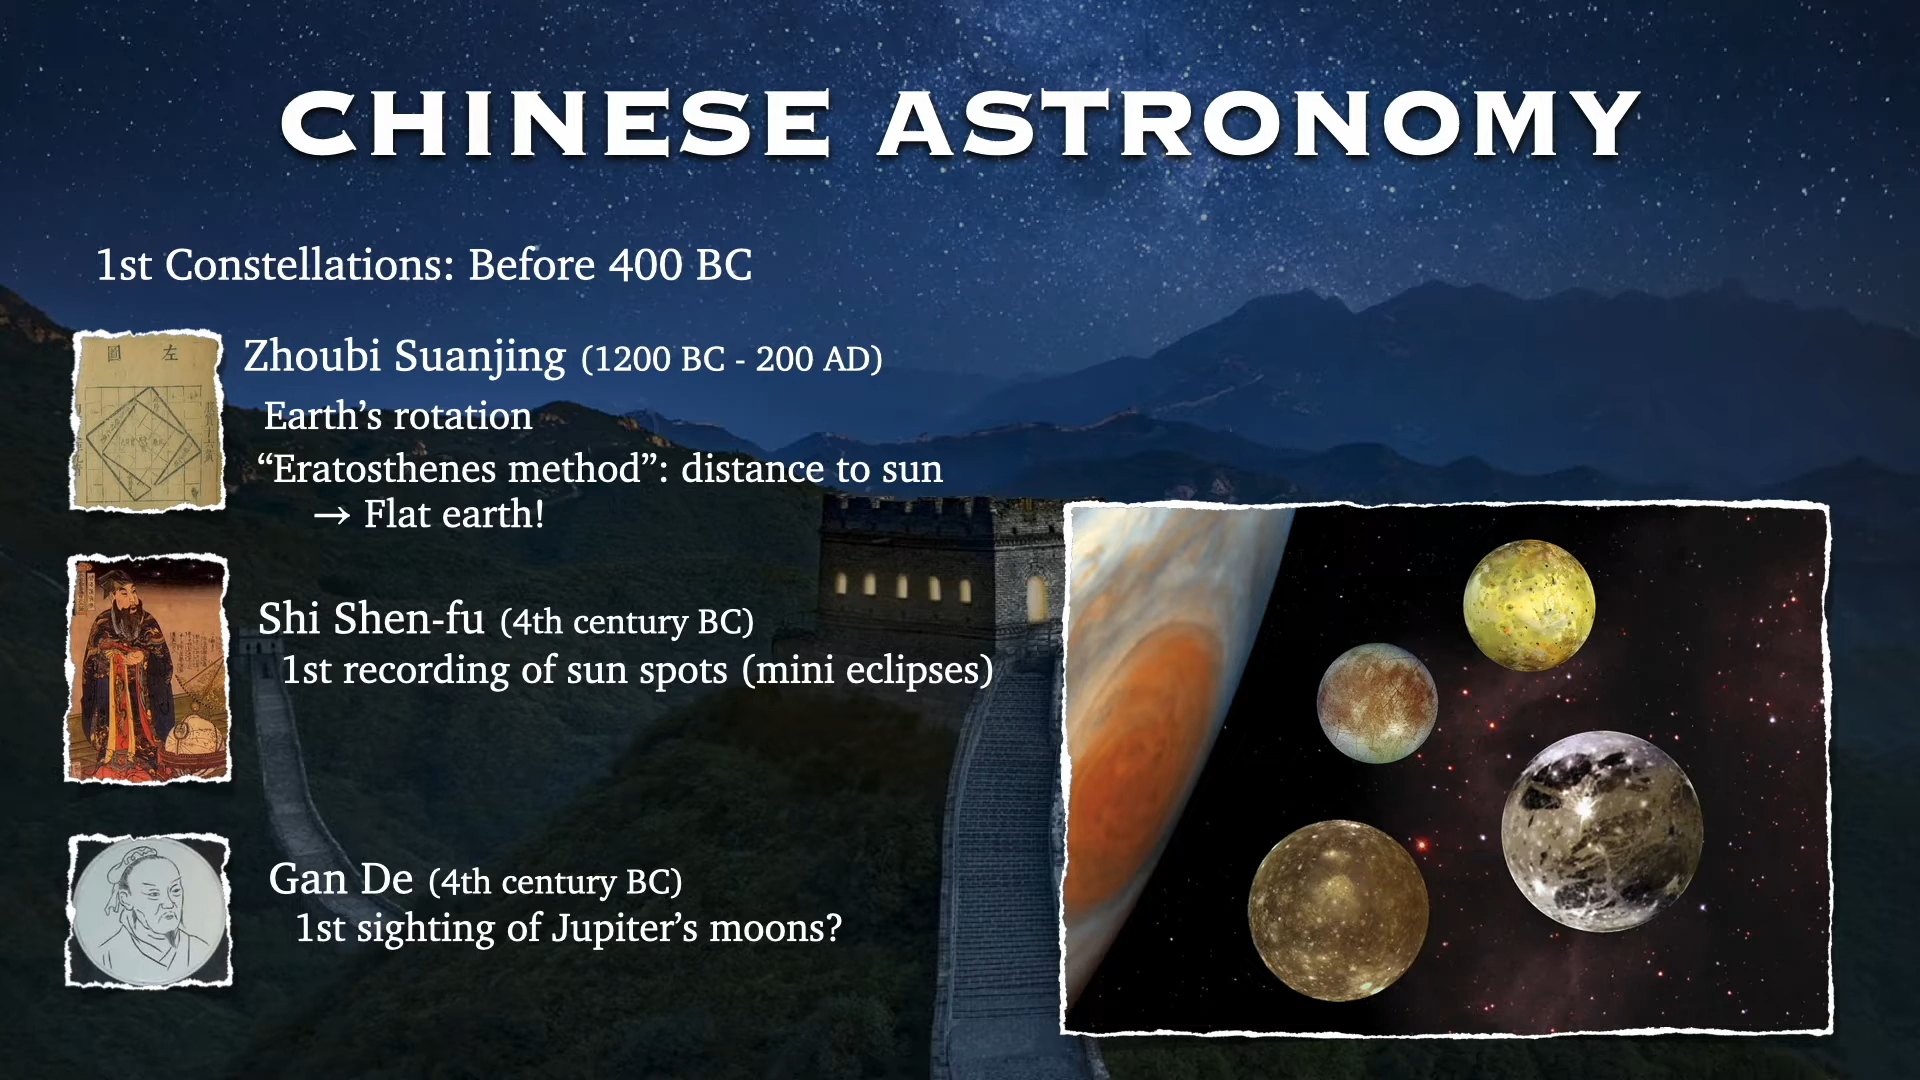 CHINESE ASTRONOMY
1st Constellations: Before 400 BC
圖 左
Zhoubi Suanjing (1200 BC - 200 AD)
Earth's rotation
“Eratosthenes method”: distance to sun
→ Flat earth!
Shi Shen-fu (4th century BC)
1st recording of sun spots (mini eclipses)
Gan De (4th century BC)
1st sighting of Jupiter's moons?